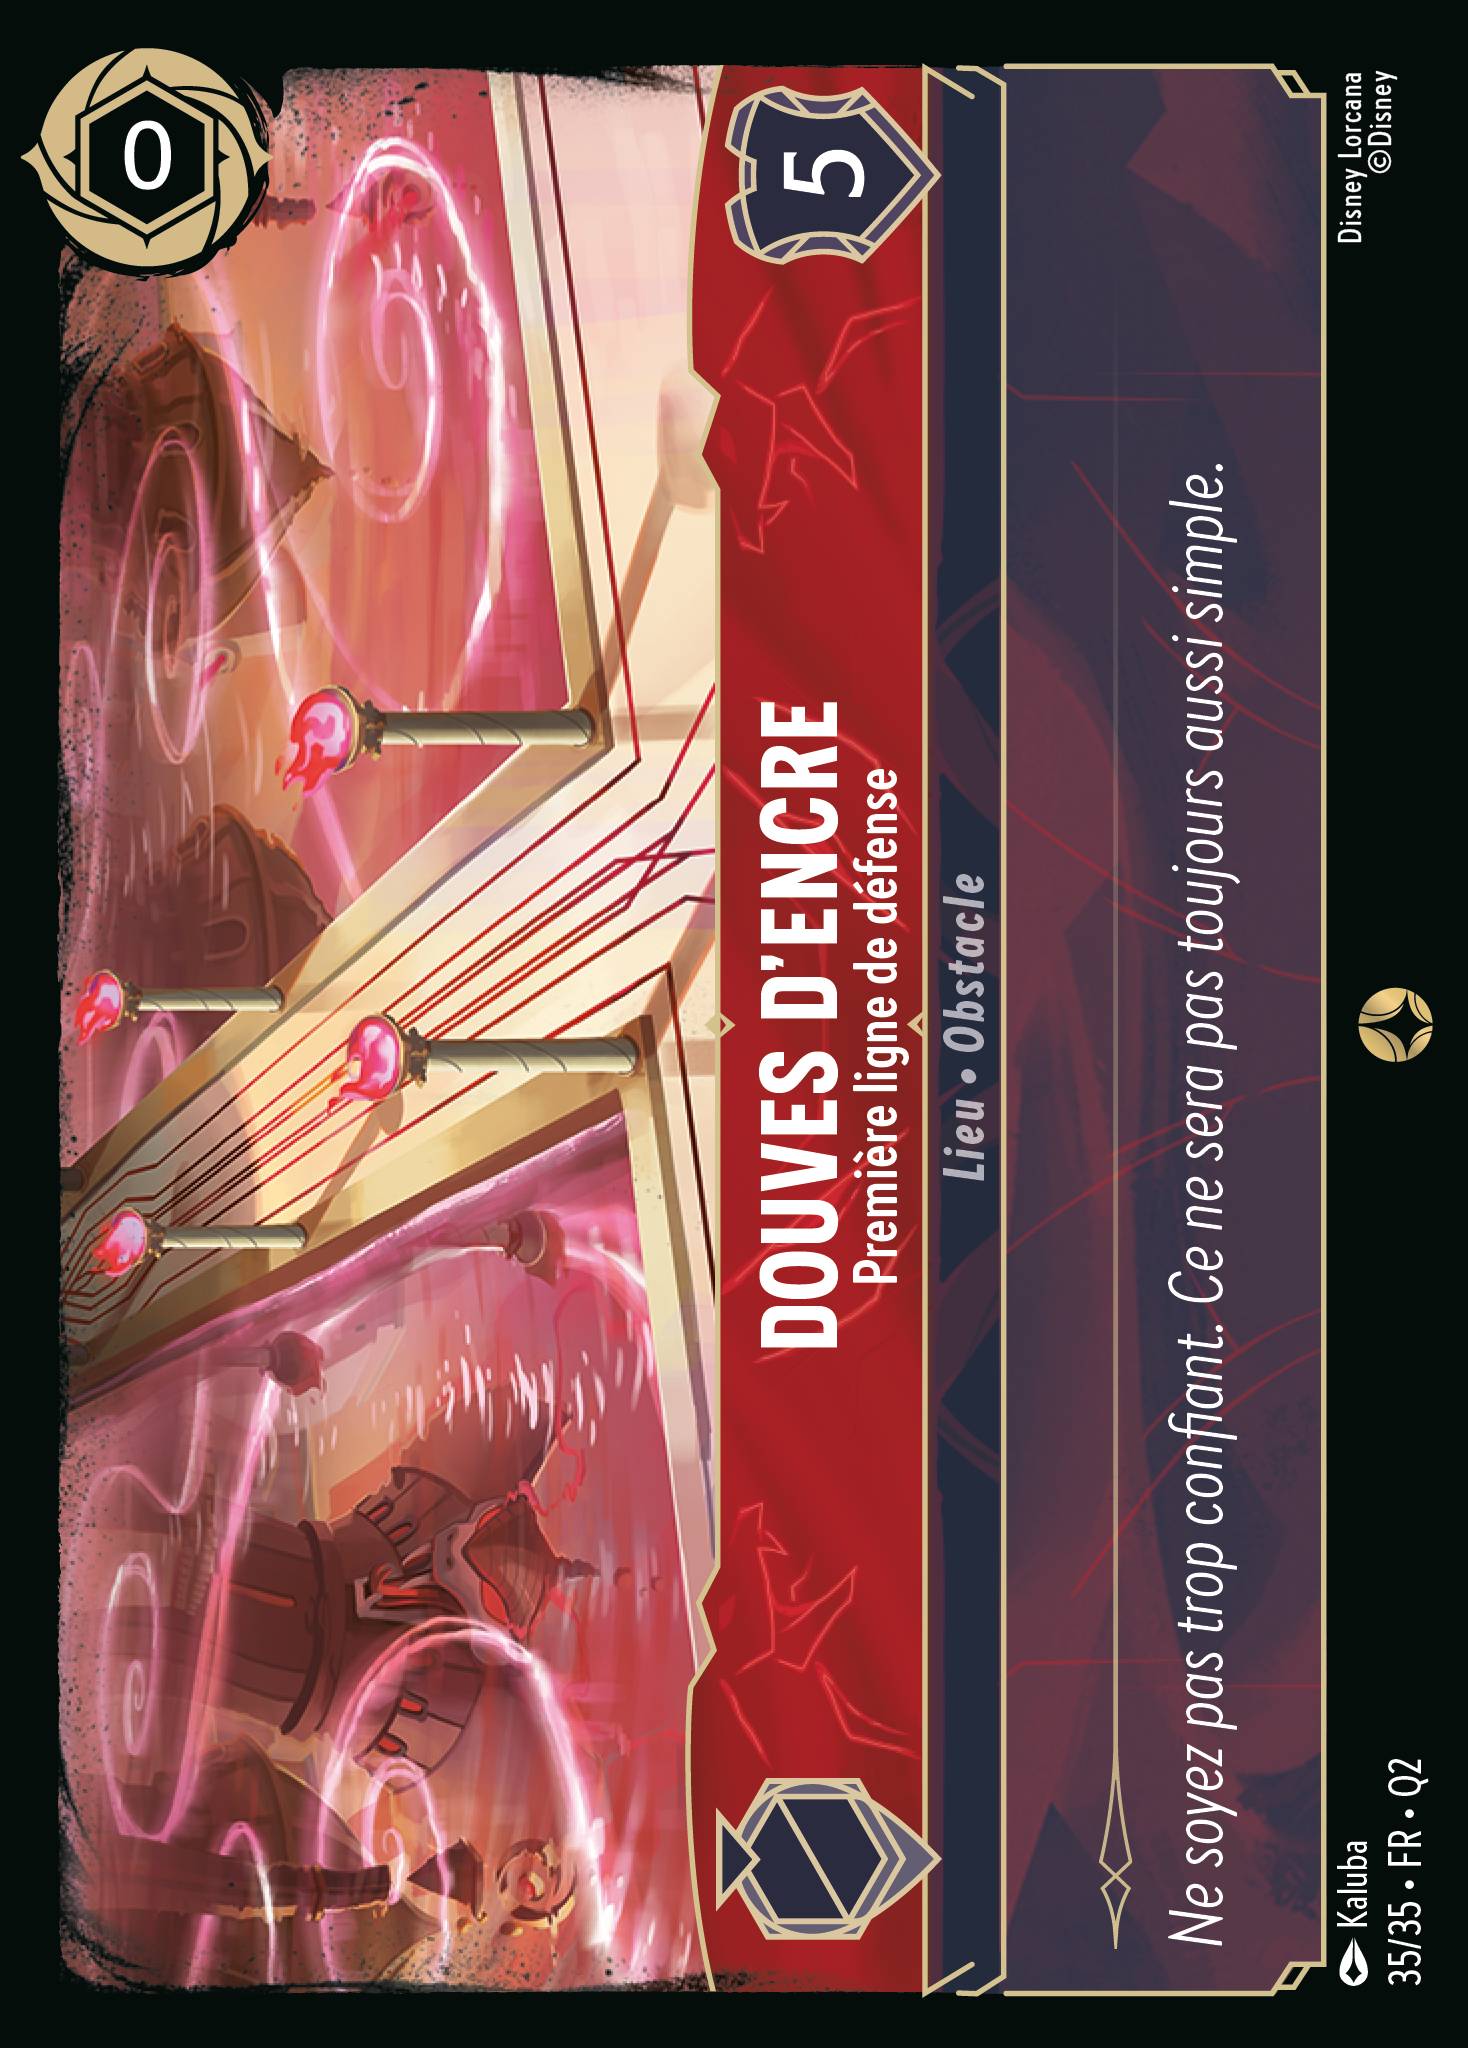 0
DOUVES D'ENCRE
Première ligne de défense
5
Lieu • Obstacle
Ne soyez pas trop confiant. Ce ne sera pas toujours aussi simple.
Kaluba
35/35 • FR • Q2
Disney Lorcana
©Disney